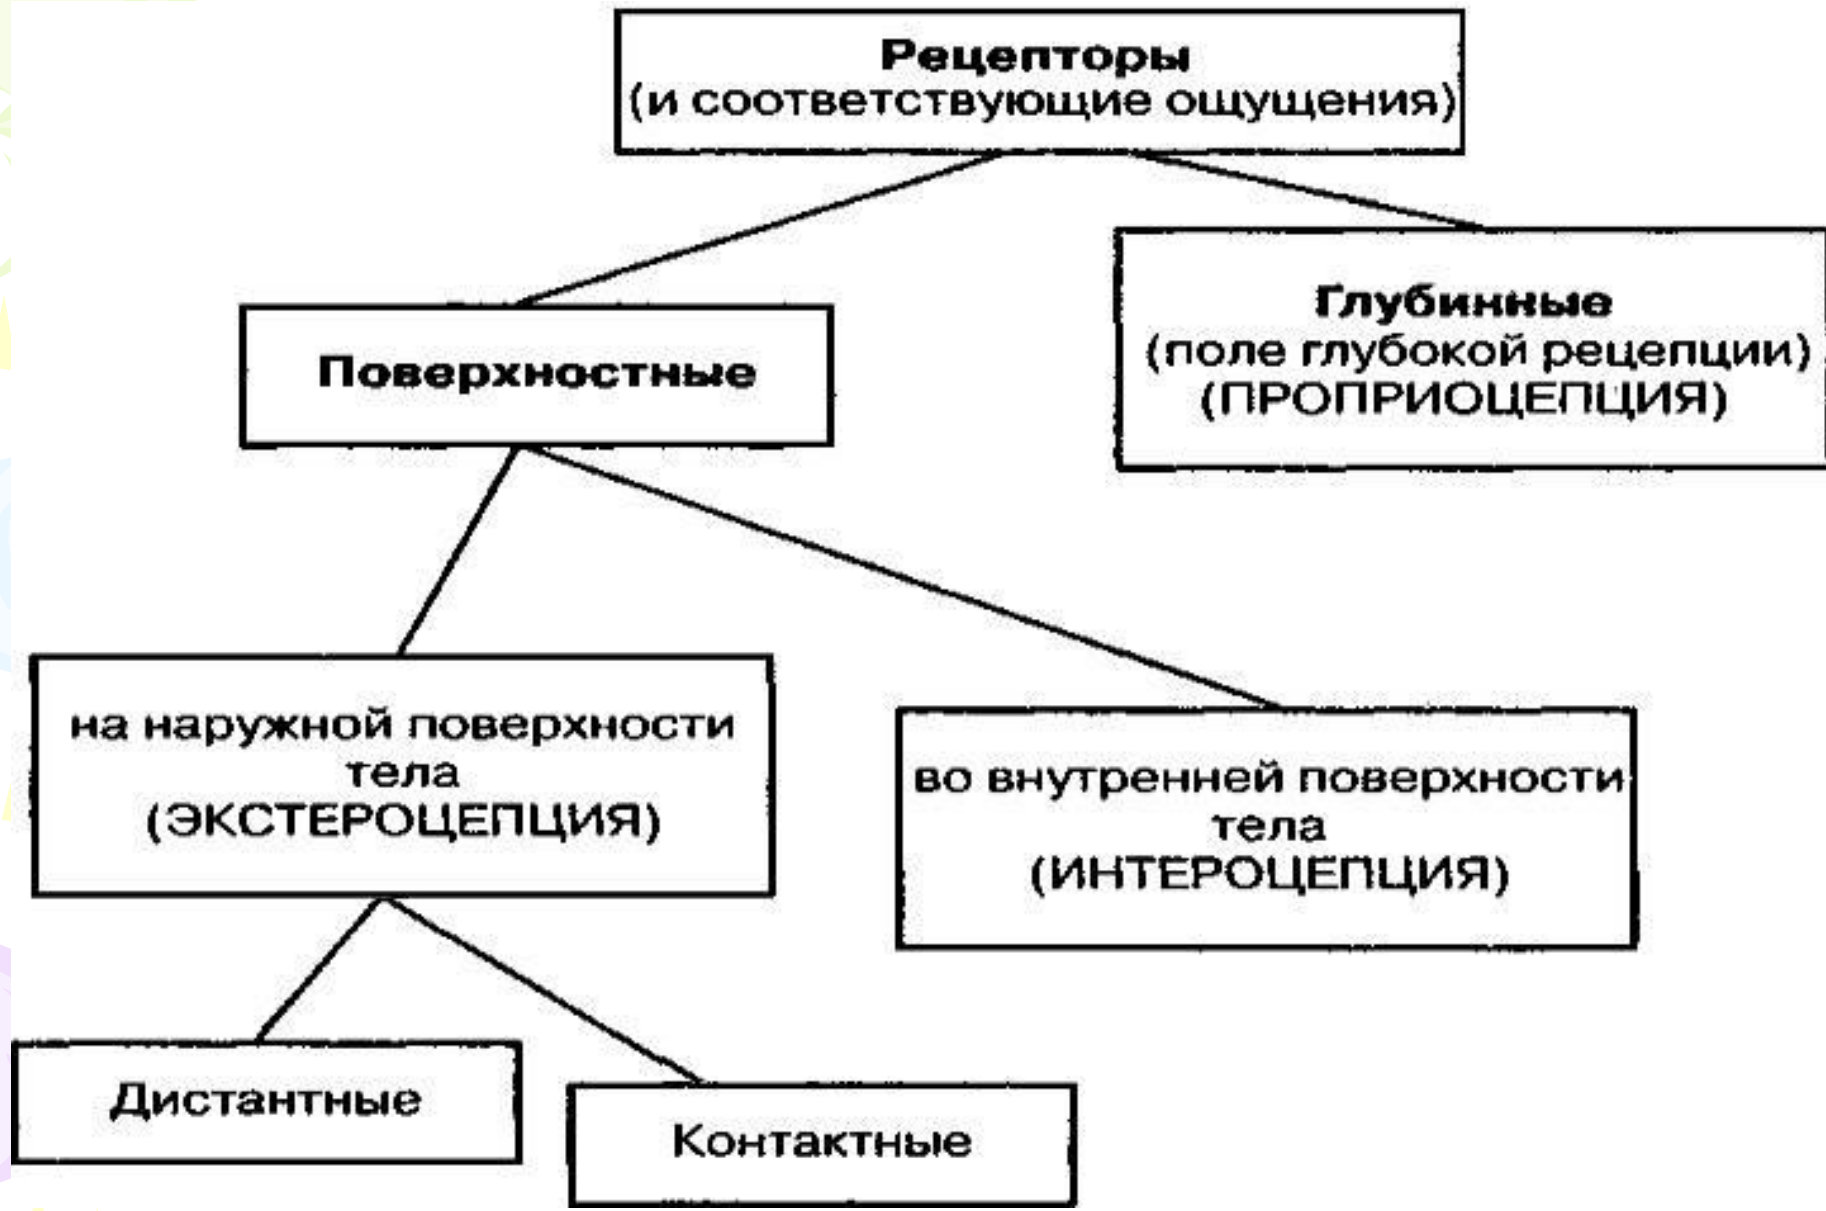 Рецепторы
(и соответствующие ощущения)
Глубинные
(поле глубокой рецепции)
(ПРОПРИОЦЕПЦИЯ)
Поверхностные
на наружной поверхности
тела
(ЭКСТЕРОЦЕПЦИЯ)
во внутренней поверхности
тела
(ИНТЕРОЦЕПЦИЯ)
Дистантные
Контактные